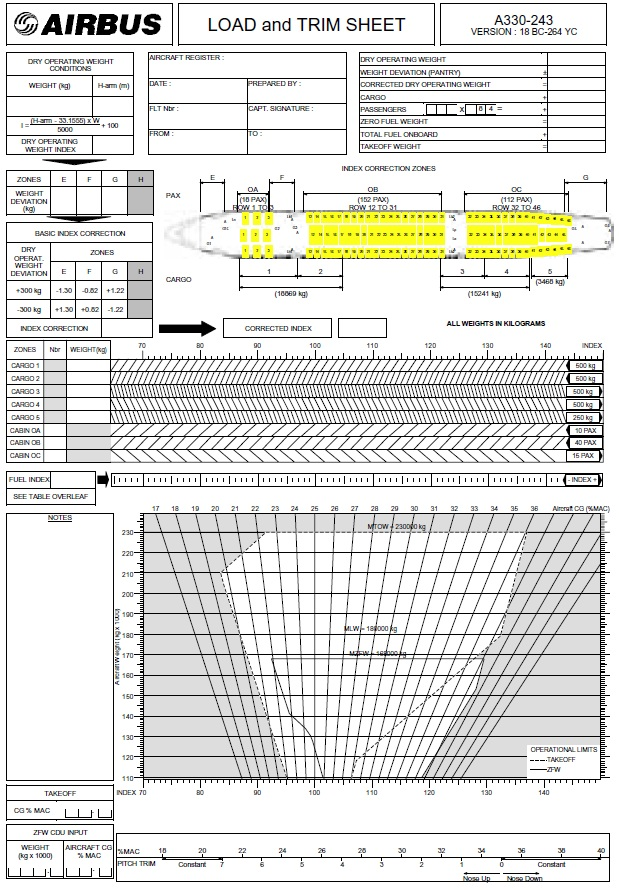 AIRBUS
LOAD and TRIM SHEET
A330-243
VERSION : 18 BC-264 YC
DRY OPERATING WEIGHT CONDITIONS
WEIGHT (kg) H-arm (m)
I = (H-arm - 33.1555) x W / 5000 + 100
DRY OPERATING WEIGHT INDEX
AIRCRAFT REGISTER :
DATE : PREPARED BY :
FLT Nbr : CAPT. SIGNATURE :
FROM : TO :
DRY OPERATING WEIGHT
WEIGHT DEVIATION (PANTRY) ±
CORRECTED DRY OPERATING WEIGHT =
CARGO +
PASSENGERS x 8 4 = +
ZERO FUEL WEIGHT =
TOTAL FUEL ONBOARD +
TAKEOFF WEIGHT =
ZONES E F G H
WEIGHT DEVIATION (kg)
BASIC INDEX CORRECTION
DRY OPERAT. WEIGHT DEVIATION ZONES
E F G H
+300 kg -1.30 -0.82 +1.22
-300 kg +1.30 +0.82 -1.22
INDEX CORRECTION
CORRECTED INDEX
INDEX CORRECTION ZONES
E F G
PAX
OA (18 PAX) ROW 1 TO 3
OB (152 PAX) ROW 12 TO 31
OC (112 PAX) ROW 32 TO 46
CARGO
1 2 3 4 5
(18869 kg) (15241 kg) (3468 kg)
ALL WEIGHTS IN KILOGRAMS
ZONES Nbr WEIGHT(kg) 70 80 90 100 110 120 130 140 INDEX
CARGO 1 500 kg
CARGO 2 500 kg
CARGO 3 500 kg
CARGO 4 500 kg
CARGO 5 250 kg
CABIN OA 10 PAX
CABIN OB 40 PAX
CABIN OC 15 PAX
FUEL INDEX - INDEX +
SEE TABLE OVERLEAF
NOTES
17 18 19 20 21 22 23 24 25 26 27 28 29 30 31 32 33 34 35 36 Aircraft CG (%MAC)
MTOW = 230000 kg
MLW = 188000 kg
MZFW = 168000 kg
Aircraft Weight (kg x 1000)
230
220
210
200
190
180
170
160
150
140
130
120
110
OPERATIONAL LIMITS
TAKEOFF
ZFW
INDEX 70 80 90 100 110 120 130 140
TAKEOFF
CG % MAC
ZFW CDU INPUT
WEIGHT (kg x 1000) AIRCRAFT CG % MAC
%MAC 18 20 22 24 26 28 30 32 34 36 38 40
PITCH TRIM Constant 7 6 5 4 3 2 1 0 Constant
Nose Up Nose Down